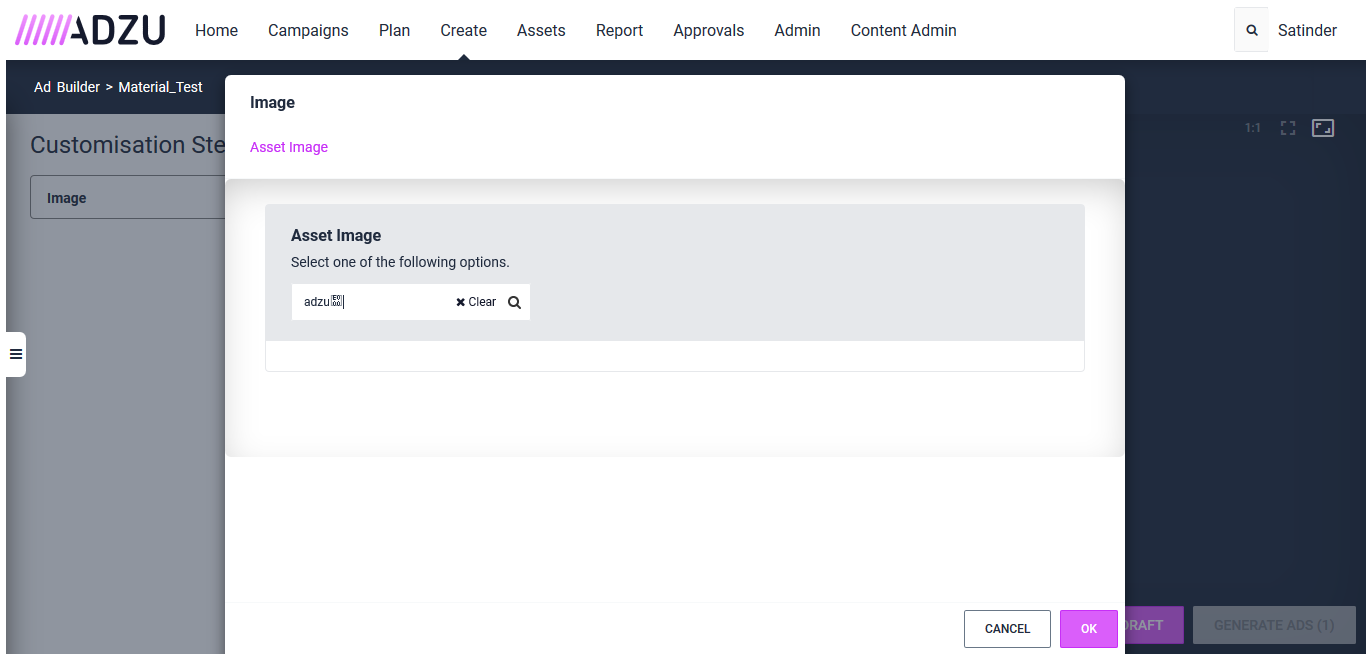 ADZU Home Campaigns Plan Create Assets Report Approvals Admin Content Admin Satinder
Ad Builder > Material_Test
Image
Asset Image
1:1
Customisation Ste
Image
Asset Image
Select one of the following options.
adzu Clear
CANCEL OK DRAFT GENERATE ADS (1)